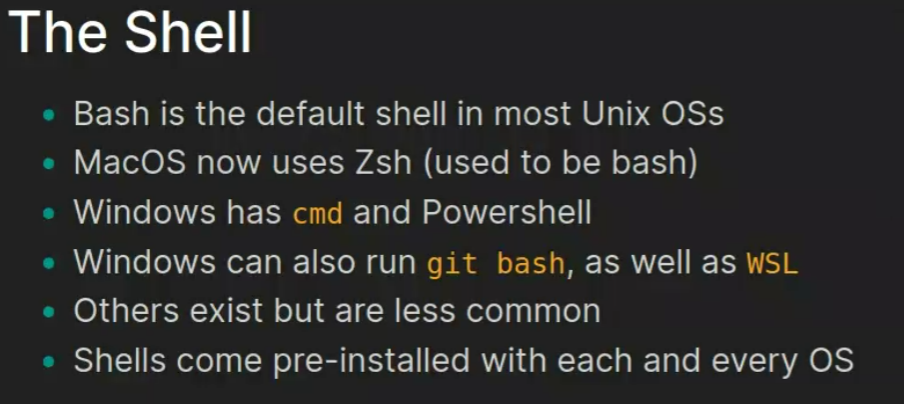 The Shell
Bash is the default shell in most Unix OSs
MacOS now uses Zsh (used to be bash)
Windows has cmd and Powershell
Windows can also run git bash, as well as WSL
Others exist but are less common
Shells come pre-installed with each and every OS